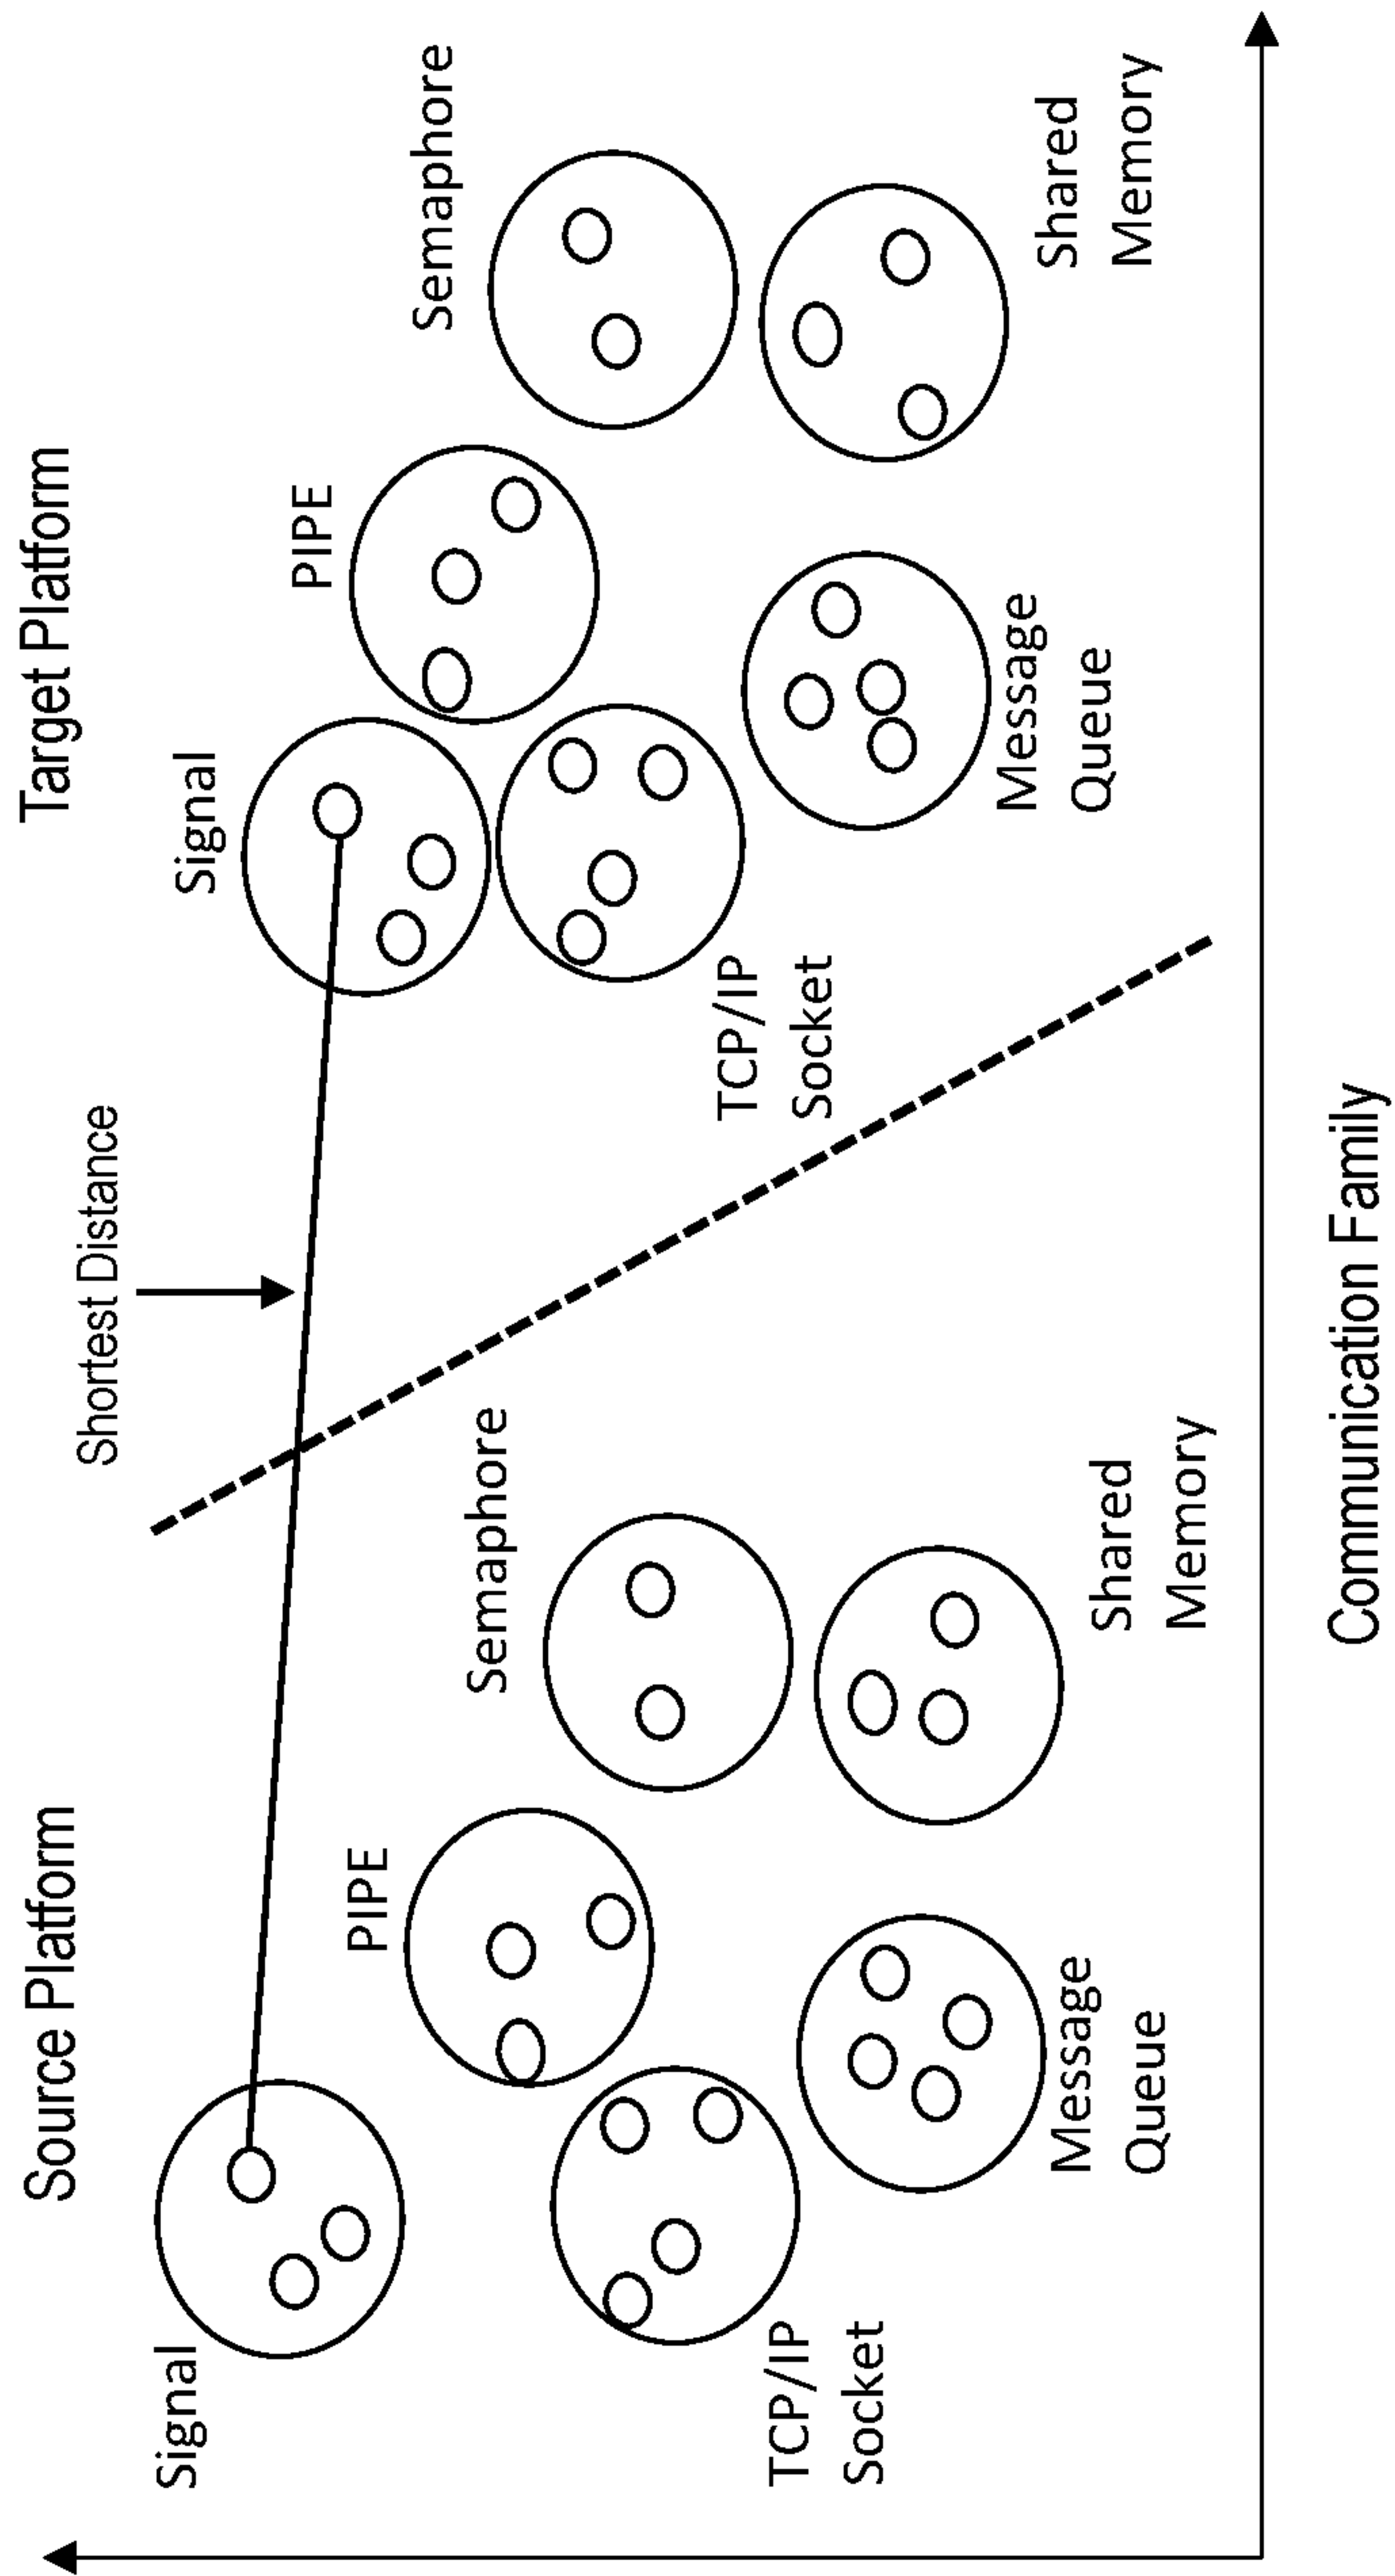 Source Platform
Target Platform
Shortest Distance
Signal
PIPE
Semaphore
TCP/IP
Socket
Message
Queue
Shared
Memory
Signal
PIPE
Semaphore
TCP/IP
Socket
Message
Queue
Shared
Memory
Communication Family